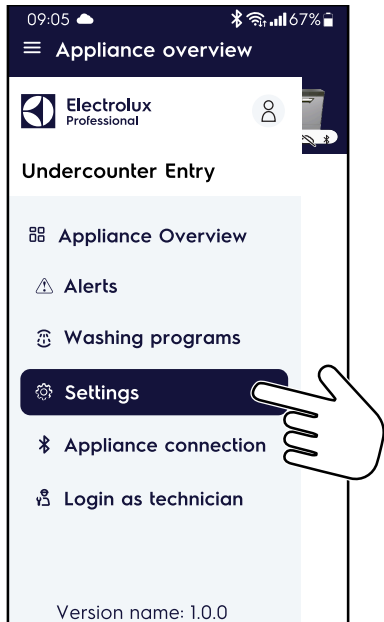 09:05 67%
Appliance overview
Electrolux
Professional
Undercounter Entry
Appliance Overview
Alerts
Washing programs
Settings
Appliance connection
Login as technician
Version name: 1.0.0